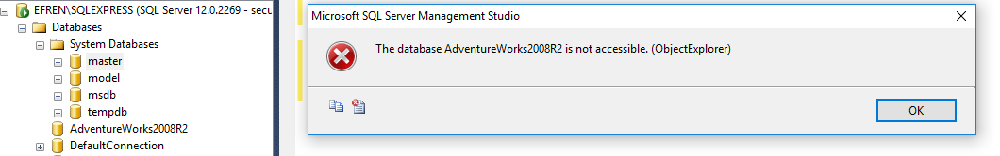 EFREN\SQLEXPRESS (SQL Server 12.0.2269 - secu
Databases
System Databases
master
model
msdb
tempdb
AdventureWorks2008R2
DefaultConnection
Microsoft SQL Server Management Studio
The database AdventureWorks2008R2 is not accessible. (ObjectExplorer)
OK